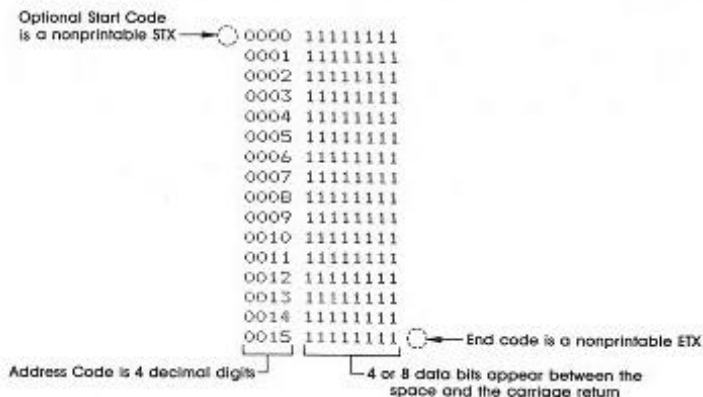 Optional Start Code
is a nonprintable STX
0000 11111111
0001 11111111
0002 11111111
0003 11111111
0004 11111111
0005 11111111
0006 11111111
0007 11111111
0008 11111111
0009 11111111
0010 11111111
0011 11111111
0012 11111111
0013 11111111
0014 11111111
0015 11111111
End code is a nonprintable ETX
Address Code is 4 decimal digits
4 or 8 data bits appear between the
space and the carriage return